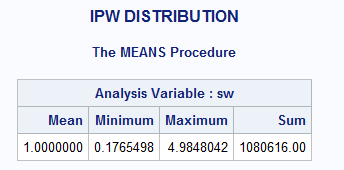 IPW DISTRIBUTION
The MEANS Procedure
Analysis Variable : sw
Mean Minimum Maximum Sum
1.0000000 0.1765498 4.9848042 1080616.00